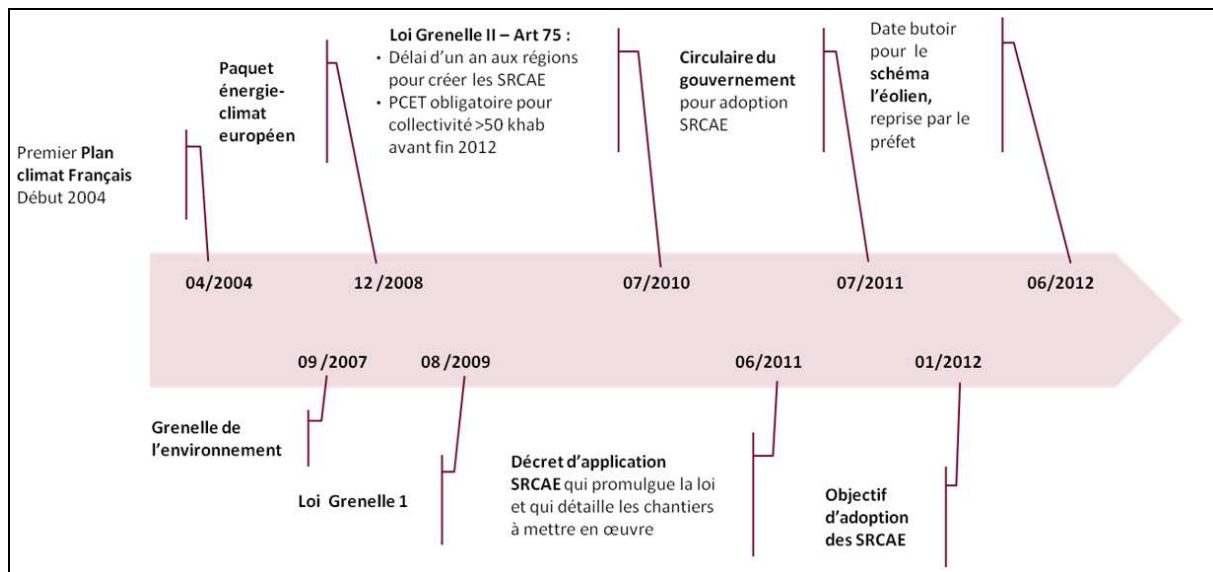 Premier Plan
climat Français
Début 2004
Paquet
énergie-
climat
européen
Loi Grenelle II – Art 75 :
• Délai d'un an aux régions
pour créer les SRCAE
• PCET obligatoire pour
collectivité >50 khab
avant fin 2012
Circulaire du
gouvernement
pour adoption
SRCAE
Date butoir
pour le
schéma
l'éolien,
reprise par le
préfet
04/2004
12/2008
07/2010
07/2011
06/2012
09/2007
08/2009
06/2011
01/2012
Grenelle de
l'environnement
Loi Grenelle 1
Décret d'application
SRCAE qui promulgue la loi
et qui détaille les chantiers
à mettre en œuvre
Objectif
d'adoption
des SRCAE